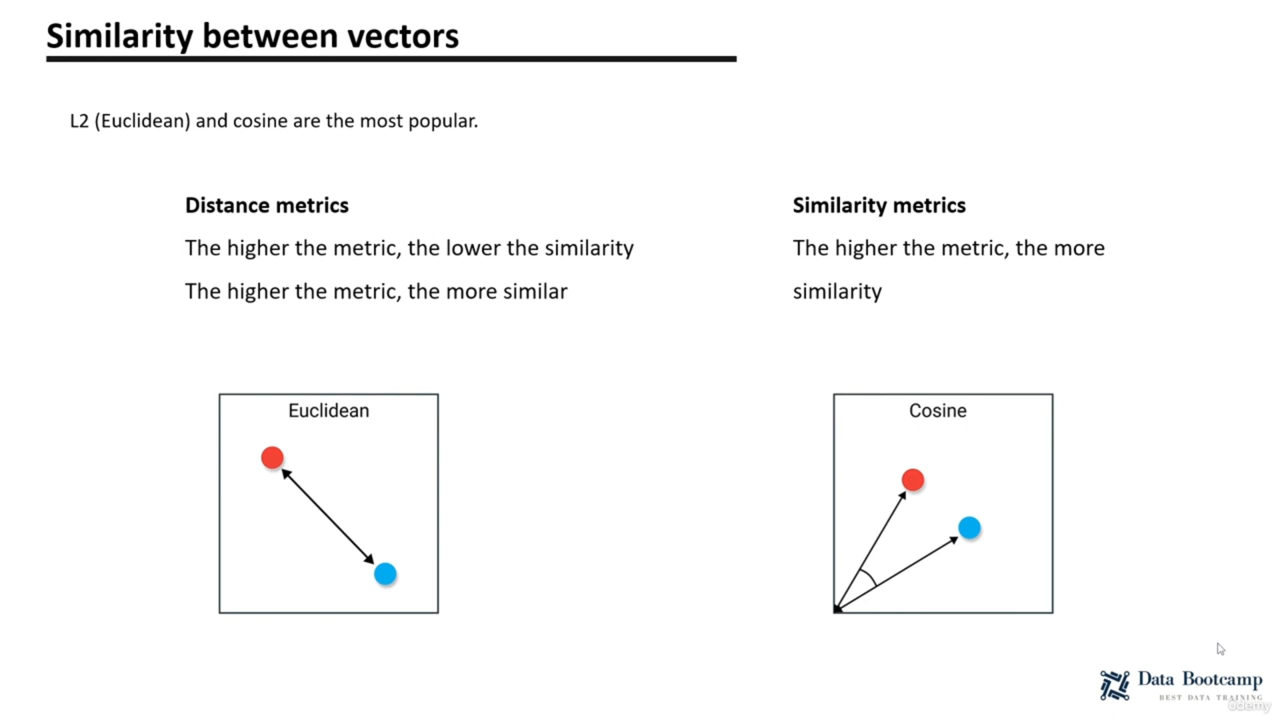 Similarity between vectors
L2 (Euclidean) and cosine are the most popular.
Distance metrics
The higher the metric, the lower the similarity
The higher the metric, the more similar
Similarity metrics
The higher the metric, the more
similarity
Euclidean
Cosine
Data Bootcamp
BEST DATA TRAINING
udemy